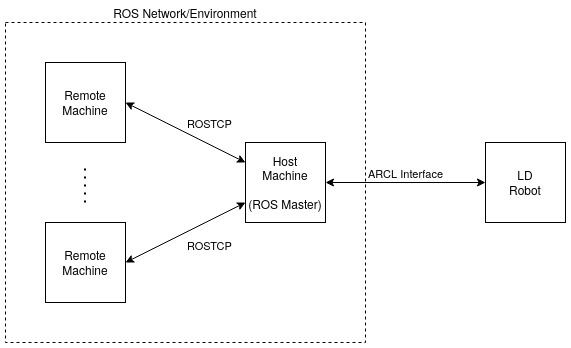 ROS Network/Environment
Remote
Machine
ROSTCP
Host
Machine
(ROS Master)
ARCL Interface
LD
Robot
Remote
Machine
ROSTCP